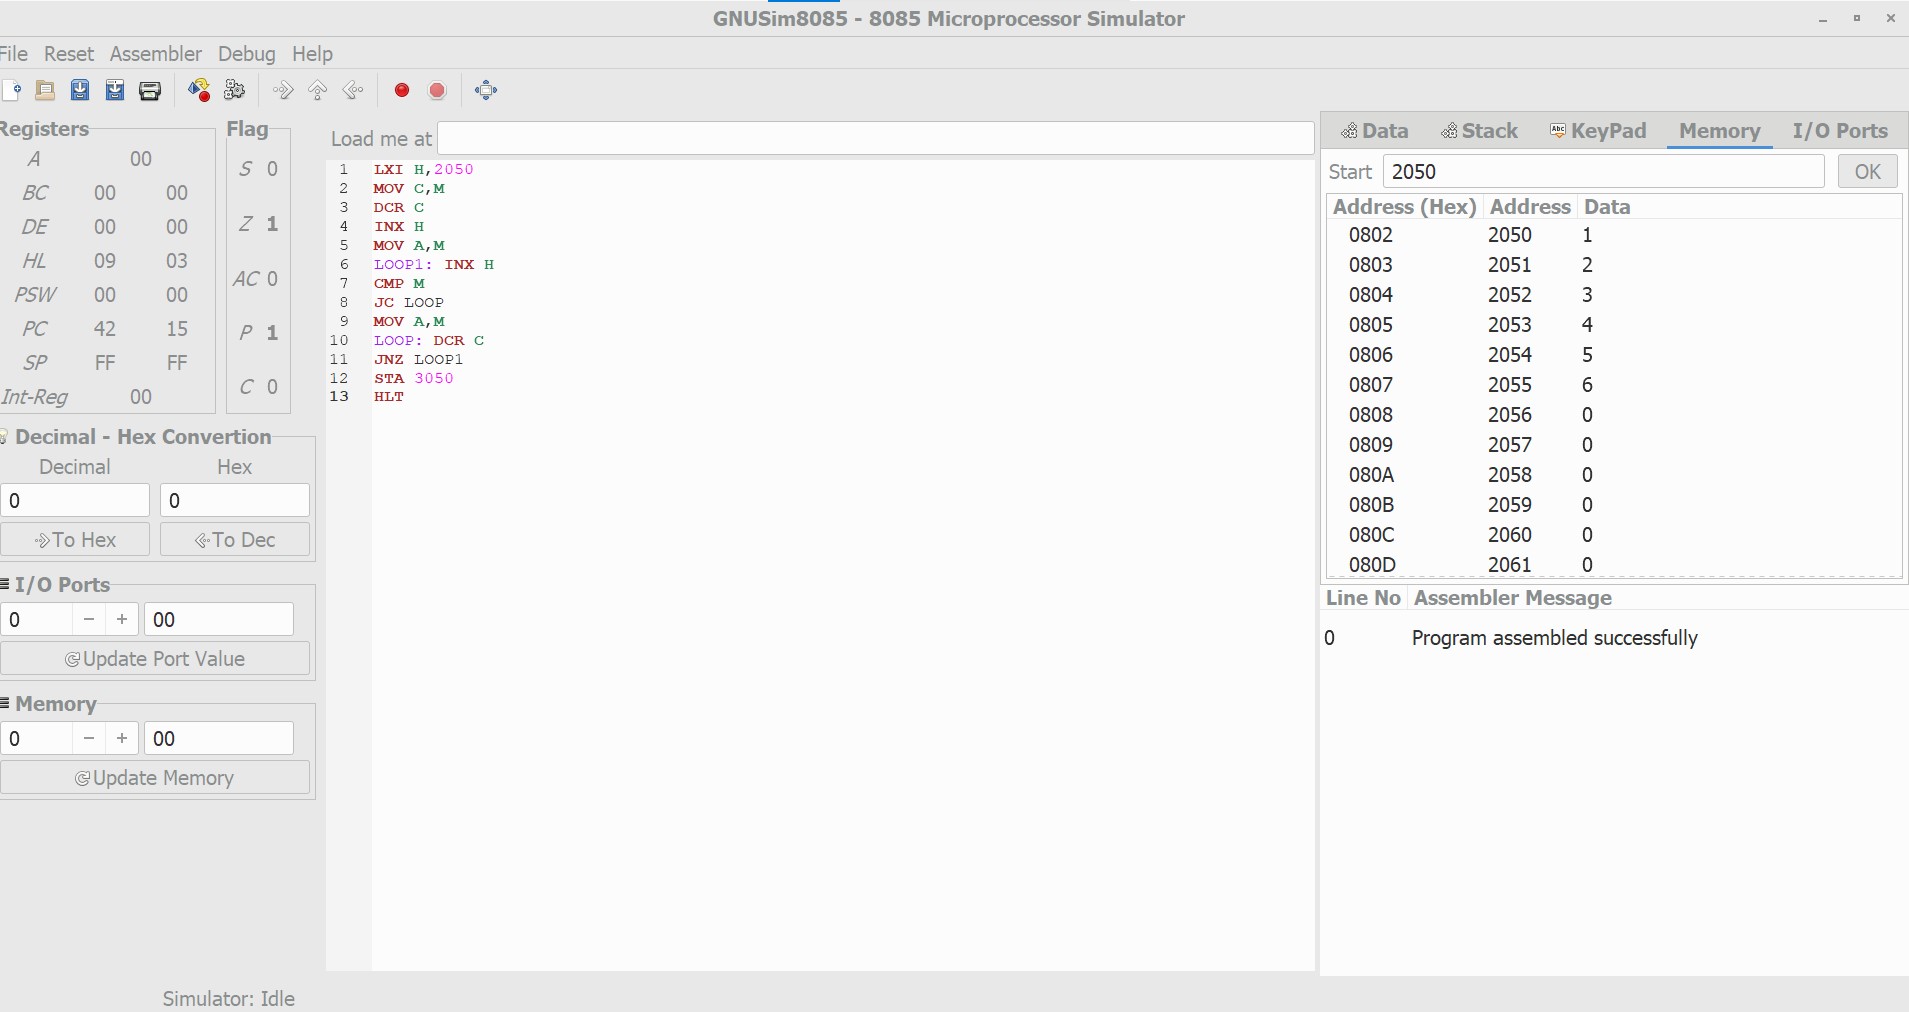 GNUSim8085 - 8085 Microprocessor Simulator
File Reset Assembler Debug Help
Registers
A 00
BC 00 00
DE 00 00
HL 09 03
PSW 00 00
PC 42 15
SP FF FF
Int-Reg 00
Flag
S 0
Z 1
AC 0
P 1
C 0
Decimal - Hex Convertion
Decimal Hex
0 0
To Hex To Dec
I/O Ports
0 − + 00
Update Port Value
Memory
0 − + 00
Update Memory
Load me at
1 LXI H,2050
2 MOV C,M
3 DCR C
4 INX H
5 MOV A,M
6 LOOP1: INX H
7 CMP M
8 JC LOOP
9 MOV A,M
10 LOOP: DCR C
11 JNZ LOOP1
12 STA 3050
13 HLT
Data Stack KeyPad Memory I/O Ports
Start 2050 OK
Address (Hex) Address Data
0802 2050 1
0803 2051 2
0804 2052 3
0805 2053 4
0806 2054 5
0807 2055 6
0808 2056 0
0809 2057 0
080A 2058 0
080B 2059 0
080C 2060 0
080D 2061 0
Line No Assembler Message
0 Program assembled successfully
Simulator: Idle